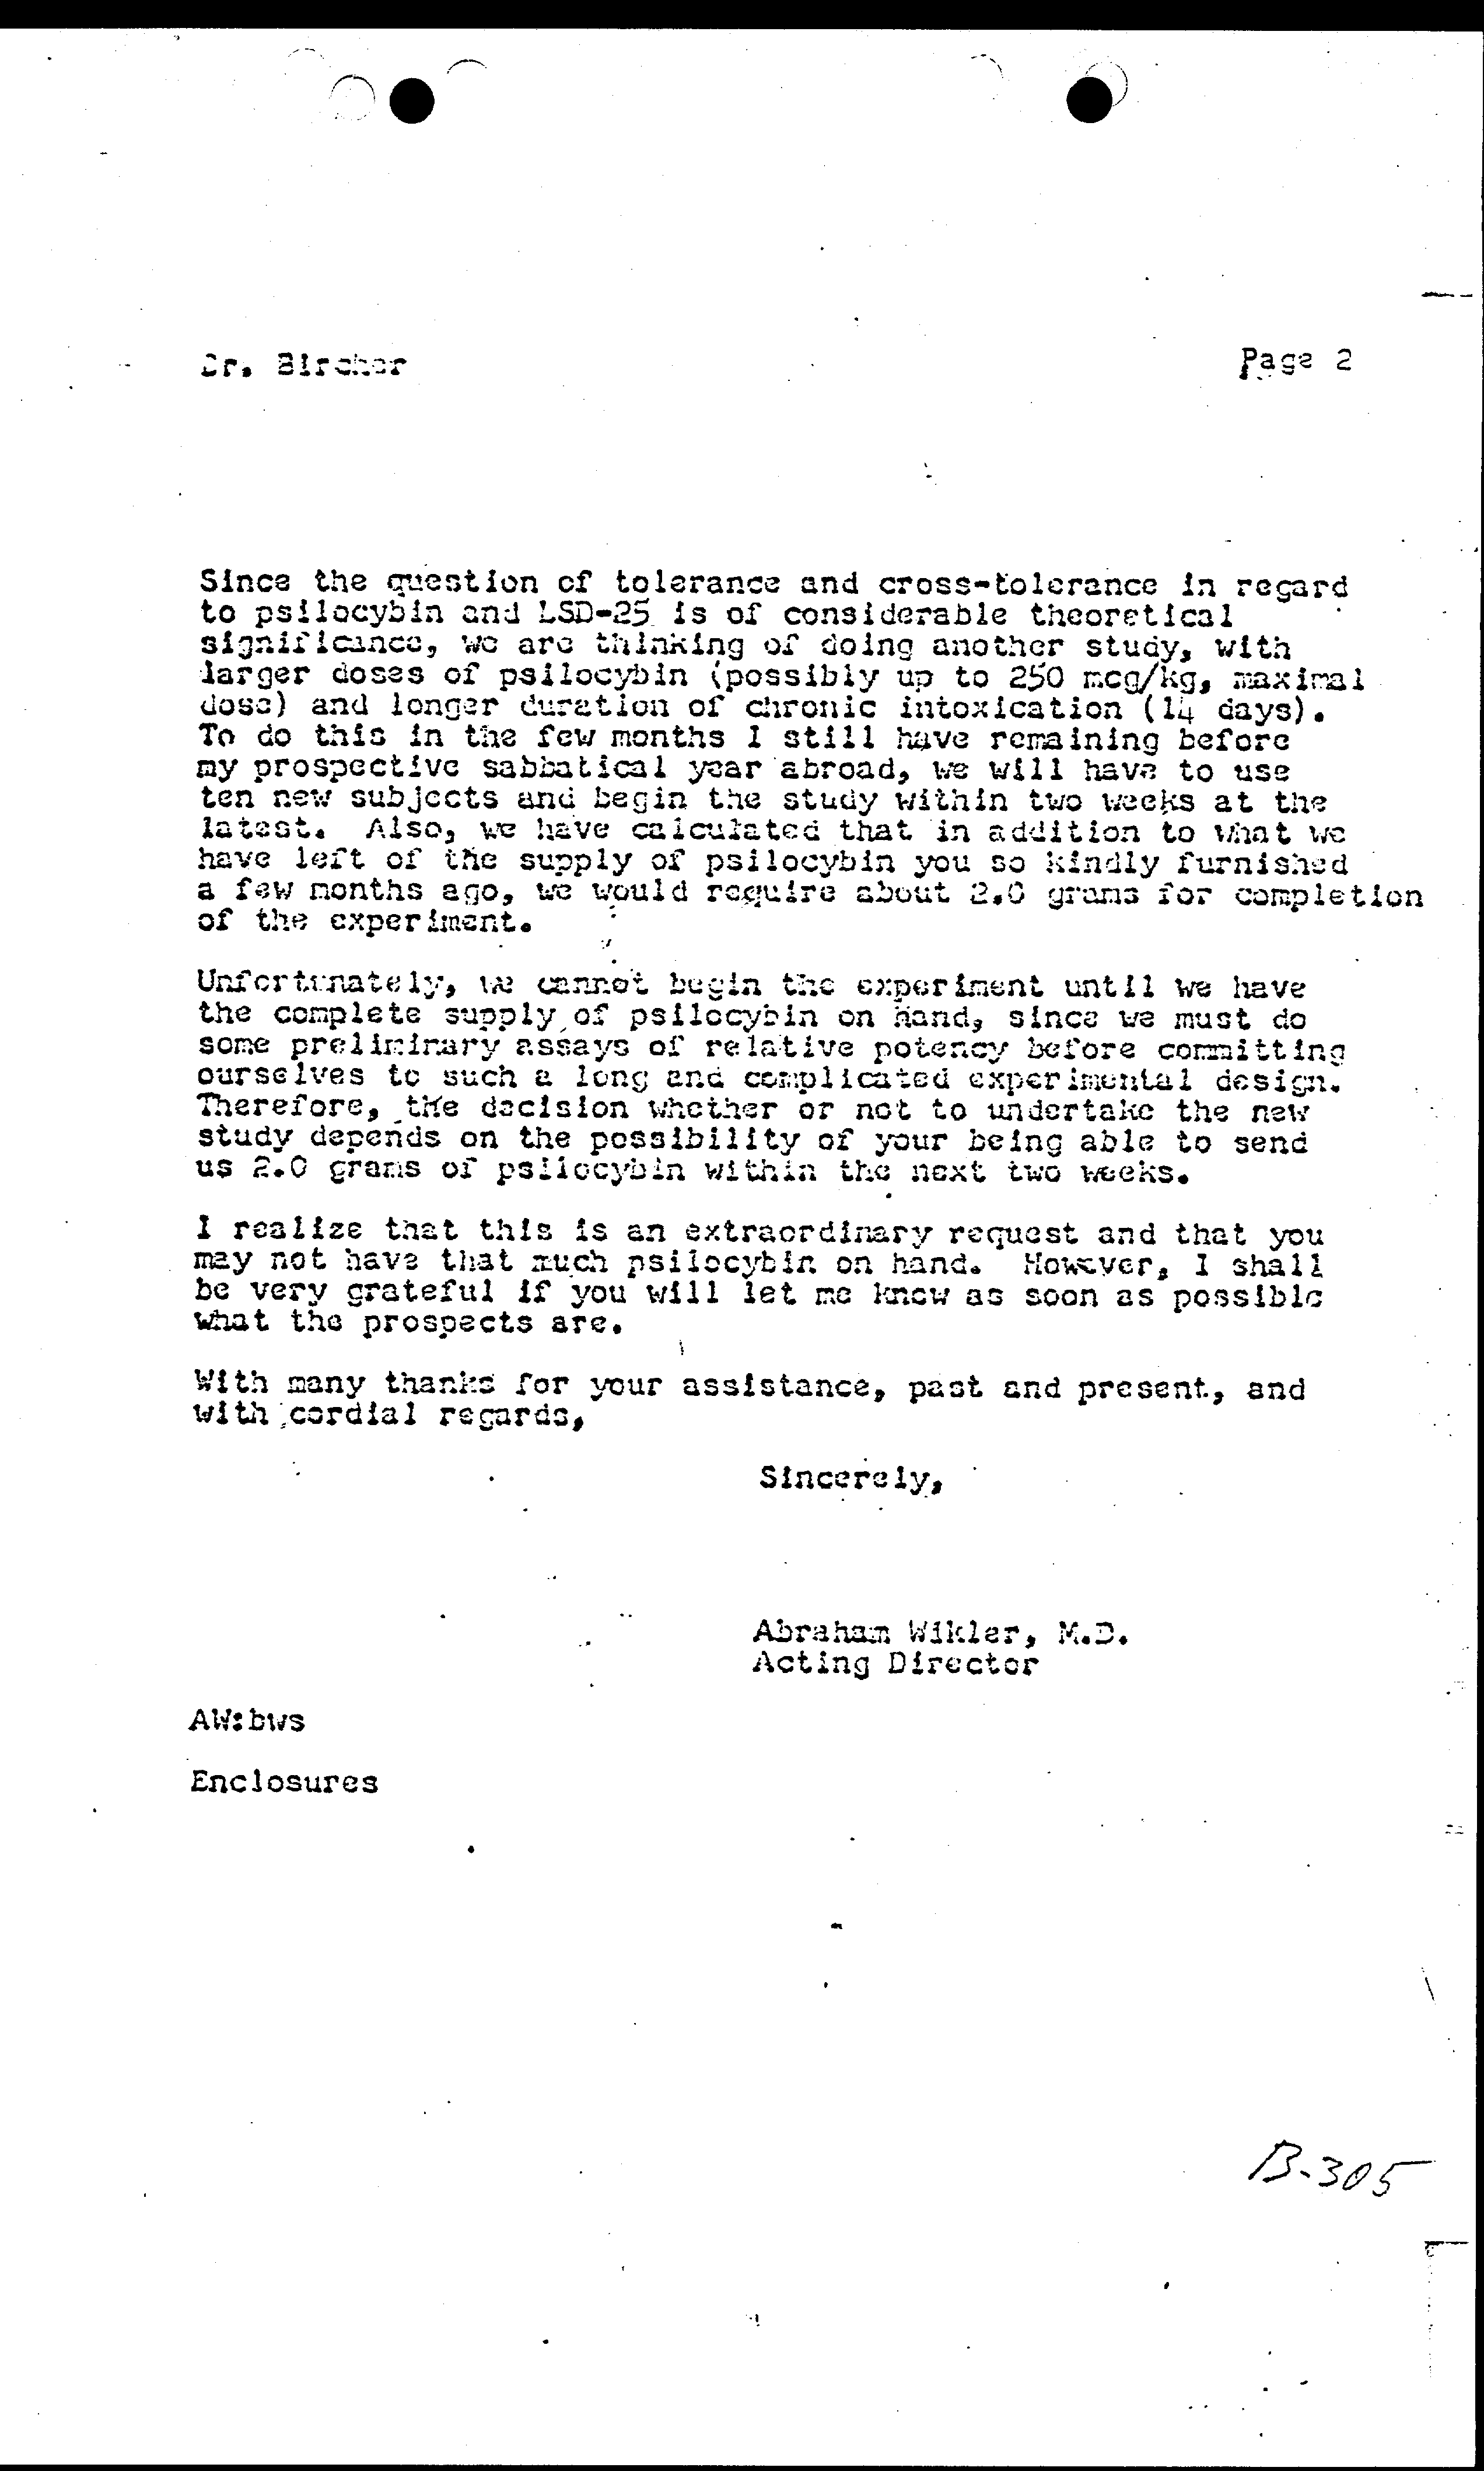 Dr. Bircher
Page 2
Since the question of tolerance and cross-tolerance in regard
to psilocybin and LSD-25 is of considerable theoretical
significance, we are thinking of doing another study, with
larger doses of psilocybin (possibly up to 250 mcg/kg, maximal
dose) and longer duration of chronic intoxication (14 days).
To do this in the few months I still have remaining before
my prospective sabbatical year abroad, we will have to use
ten new subjects and begin the study within two weeks at the
latest. Also, we have calculated that in addition to what we
have left of the supply of psilocybin you so kindly furnished
a few months ago, we would require about 2.0 grams for completion
of the experiment.
Unfortunately, we cannot begin the experiment until we have
the complete supply of psilocybin on hand, since we must do
some preliminary assays of relative potency before committing
ourselves to such a long and complicated experimental design.
Therefore, the decision whether or not to undertake the new
study depends on the possibility of your being able to send
us 2.0 grams of psilocybin within the next two weeks.
I realize that this is an extraordinary request and that you
may not have that much psilocybin on hand. However, I shall
be very grateful if you will let me know as soon as possible
what the prospects are.
With many thanks for your assistance, past and present, and
with cordial regards,
Sincerely,
Abraham Wikler, M.D.
Acting Director
AW:bws
Enclosures
B-305